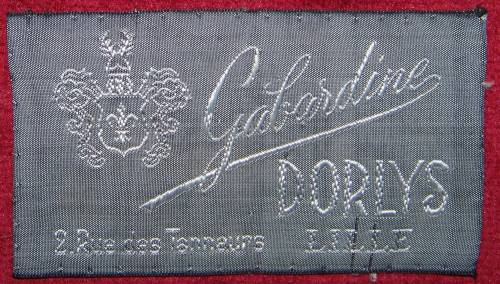 Gabardine
DORLYS
2.Rue des Tanneurs LILLE